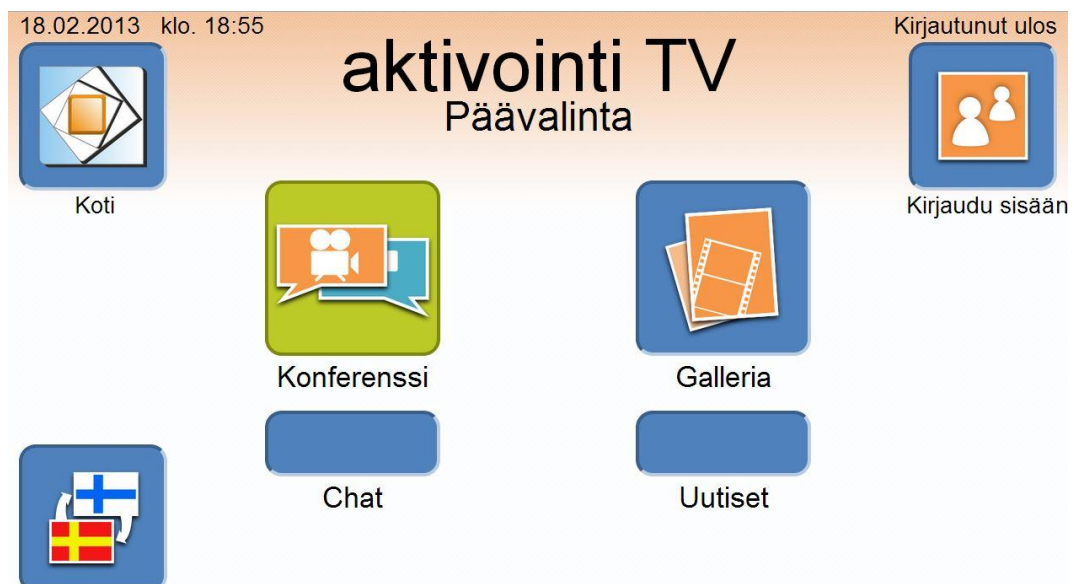 18.02.2013 klo. 18:55
Kirjautunut ulos
aktivointi TV
Päävalinta
Koti
Kirjaudu sisään
Konferenssi
Galleria
Chat
Uutiset